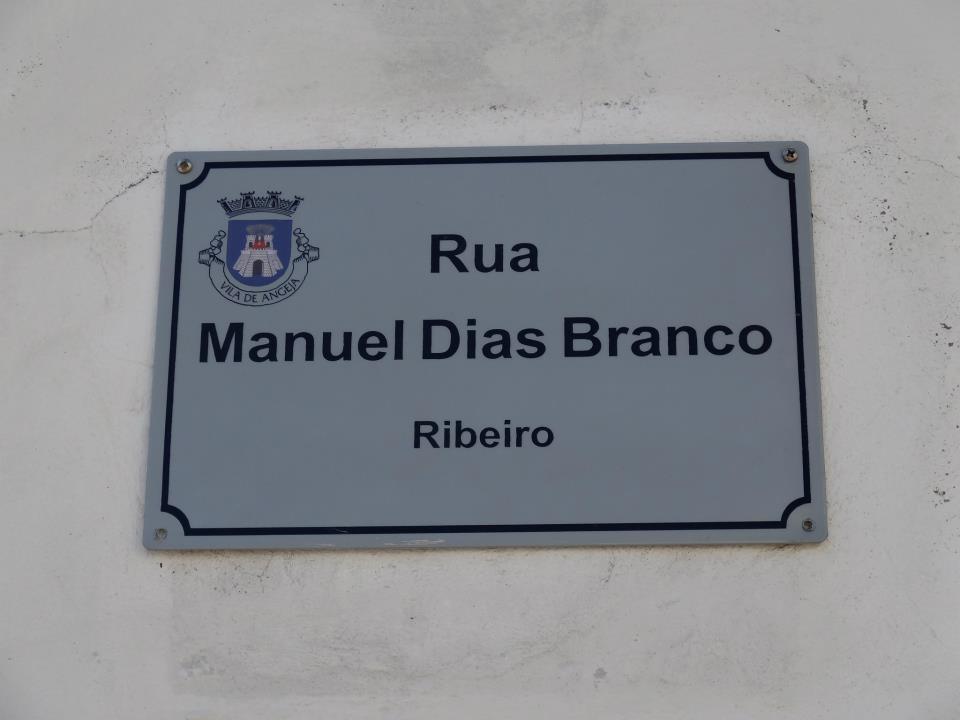 VILA DE ANGEJA
Rua
Manuel Dias Branco
Ribeiro